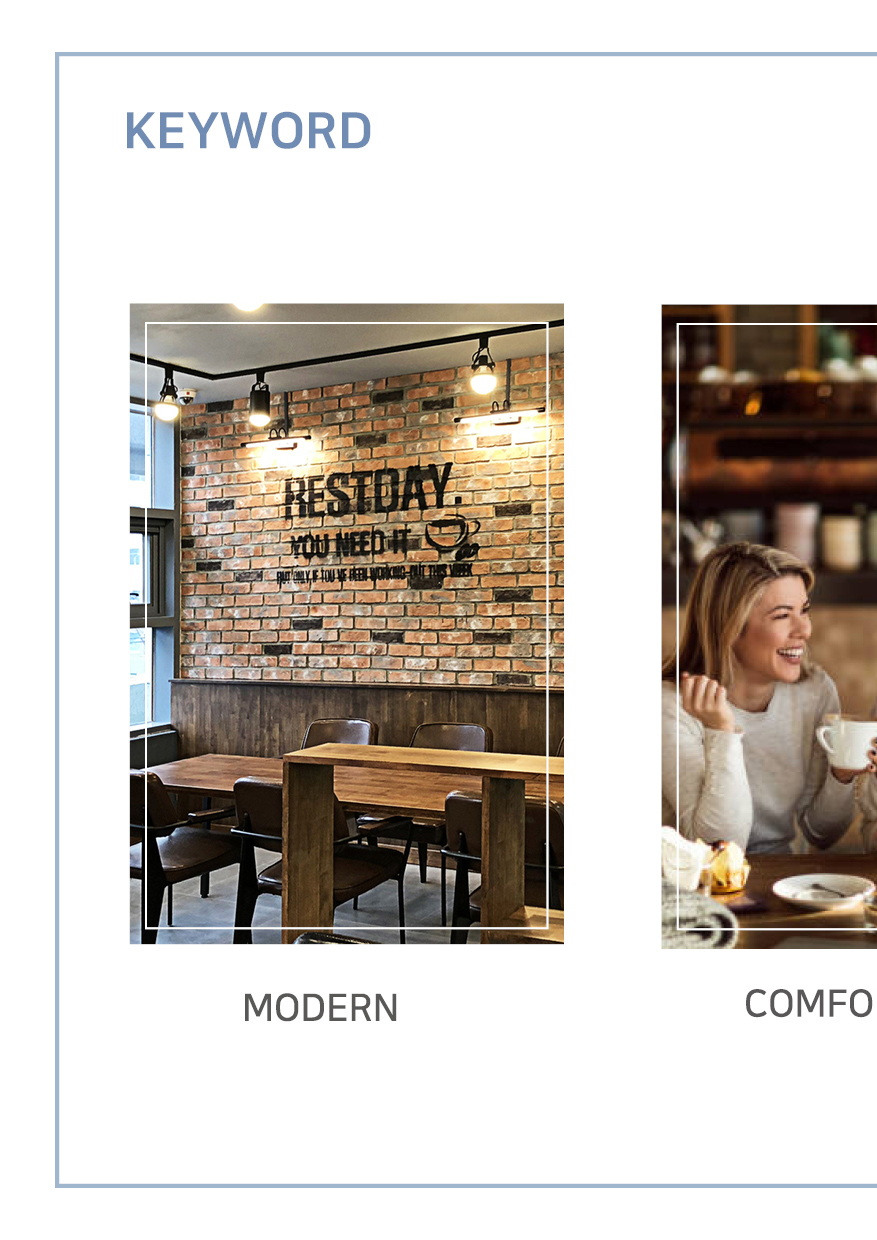 KEYWORD
RESTDAY.
YOU NEED IT
BUT ONLY IF YOU'VE BEEN WORKING OUT THIS WEEK
MODERN
COMFO